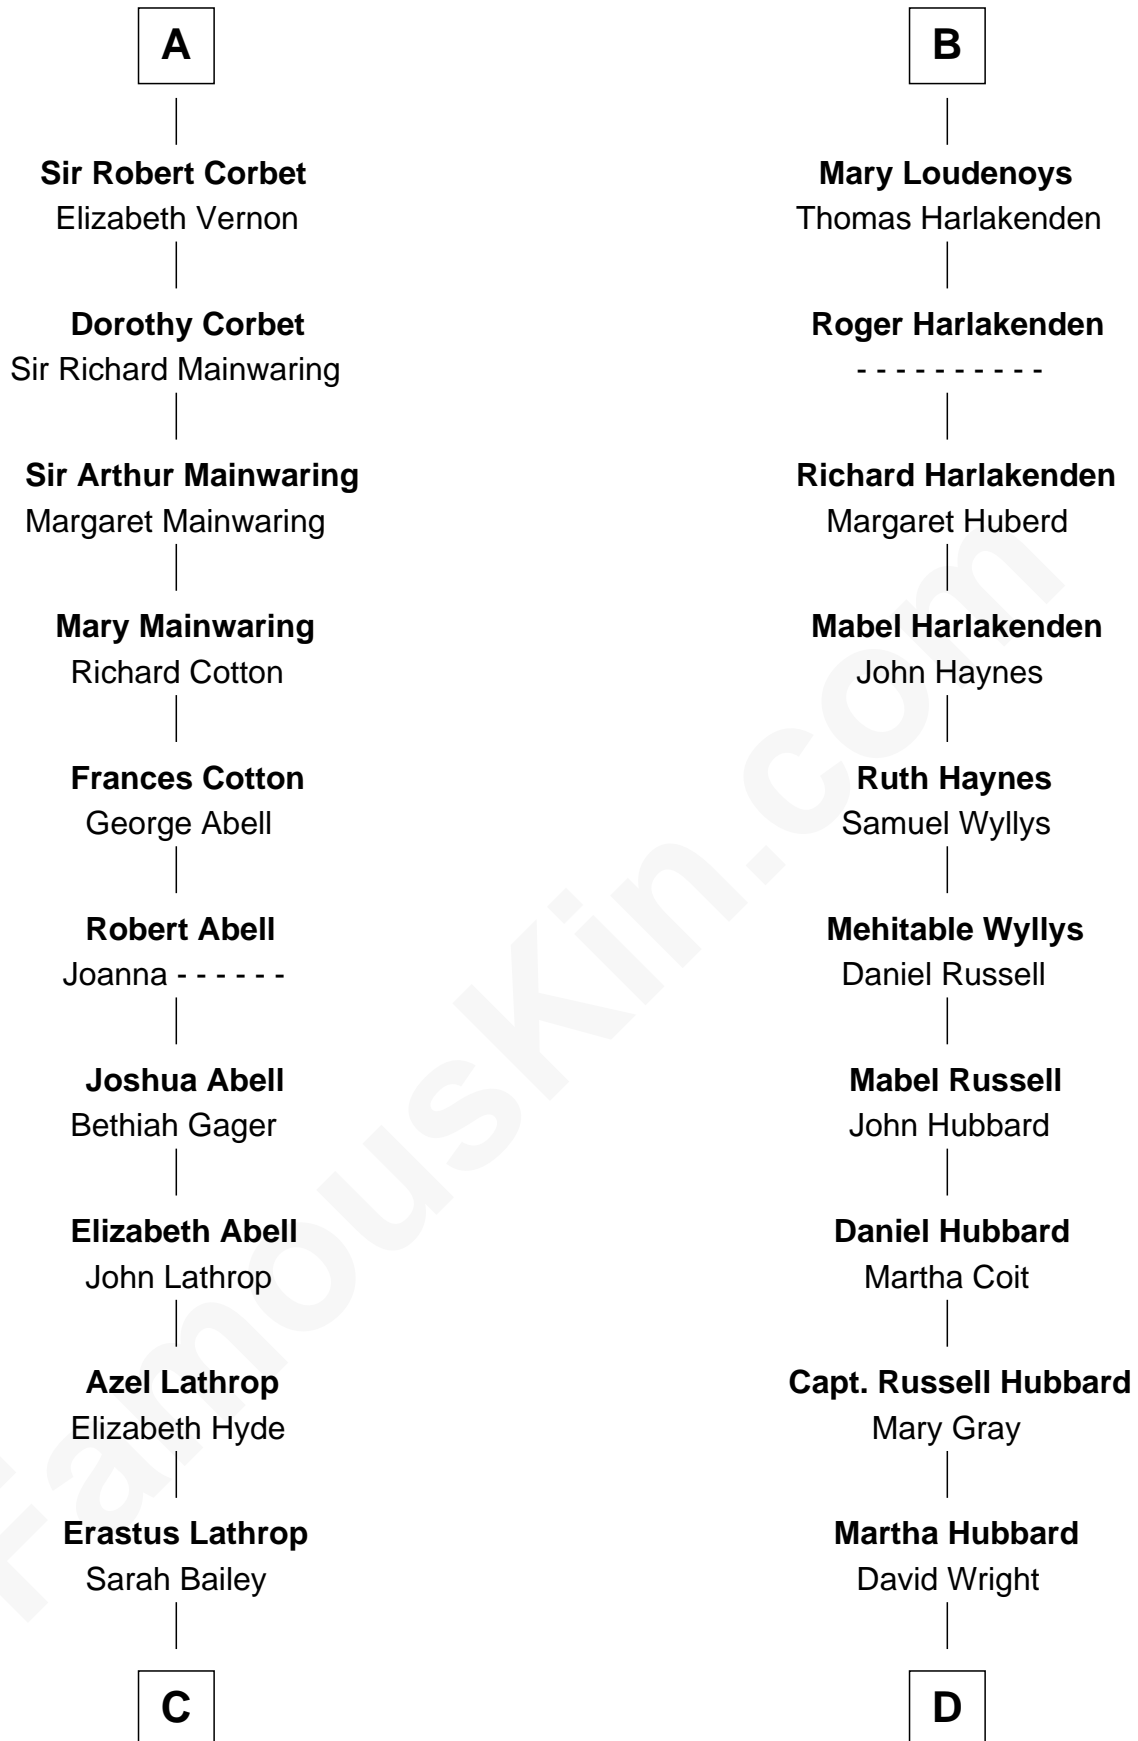 A
Sir Robert Corbet
Elizabeth Vernon
Dorothy Corbet
Sir Richard Mainwaring
Sir Arthur Mainwaring
Margaret Mainwaring
Mary Mainwaring
Richard Cotton
Frances Cotton
George Abell
Robert Abell
Joanna - - - - - -
Joshua Abell
Bethiah Gager
Elizabeth Abell
John Lathrop
Azel Lathrop
Elizabeth Hyde
Erastus Lathrop
Sarah Bailey
C
B
Mary Loudenoys
Thomas Harlakenden
Roger Harlakenden
- - - - - - - - - -
Richard Harlakenden
Margaret Huberd
Mabel Harlakenden
John Haynes
Ruth Haynes
Samuel Wyllys
Mehitable Wyllys
Daniel Russell
Mabel Russell
John Hubbard
Daniel Hubbard
Martha Coit
Capt. Russell Hubbard
Mary Gray
Martha Hubbard
David Wright
D
FamousKin.com